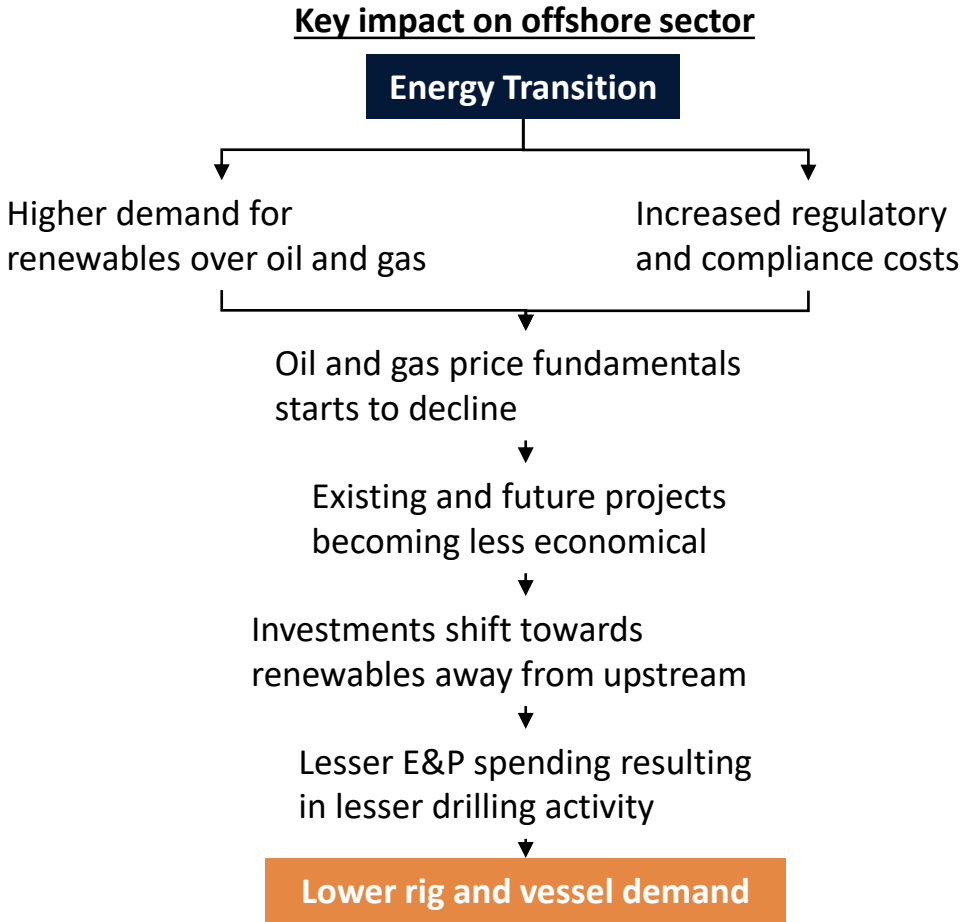 Key impact on offshore sector
Energy Transition
Higher demand for
renewables over oil and gas
Increased regulatory
and compliance costs
Oil and gas price fundamentals
starts to decline
Existing and future projects
becoming less economical
Investments shift towards
renewables away from upstream
Lesser E&P spending resulting
in lesser drilling activity
Lower rig and vessel demand